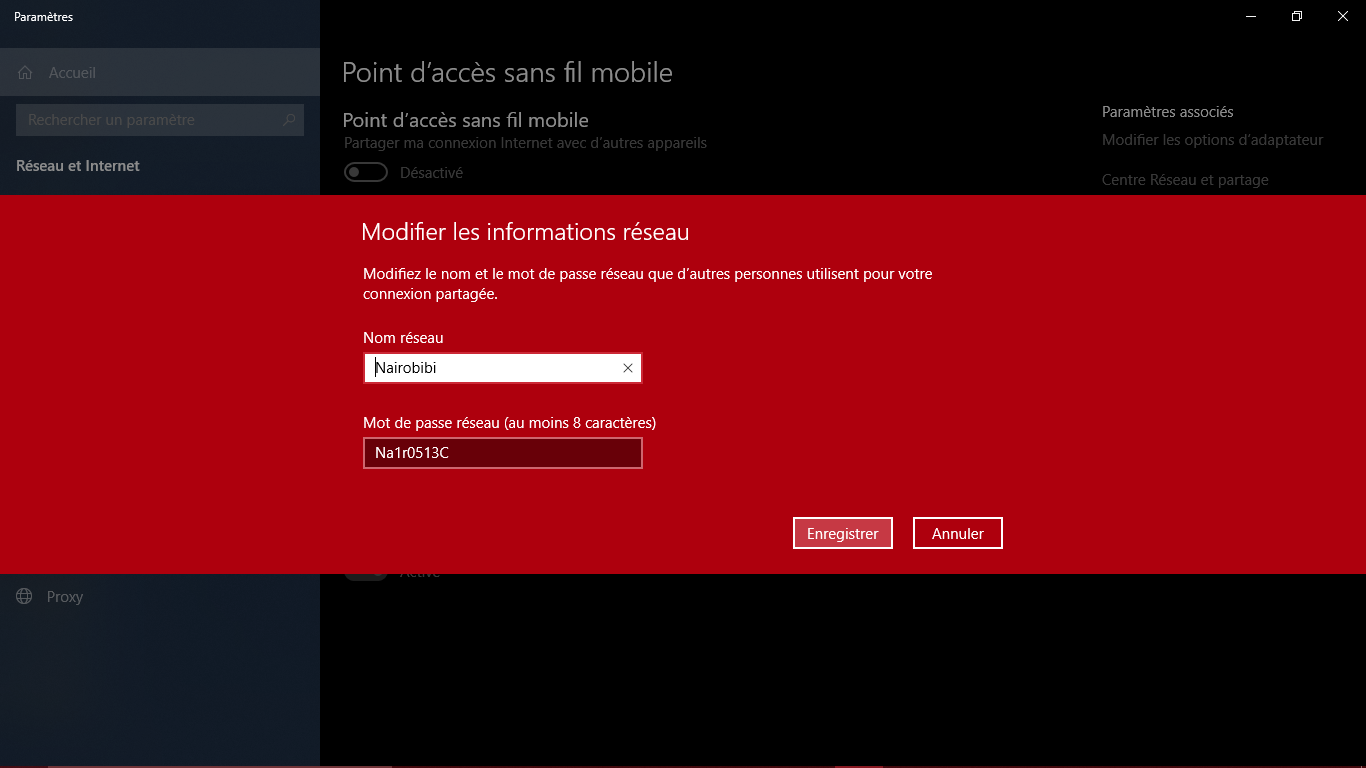 Paramètres
Accueil
Rechercher un paramètre
Réseau et Internet
Point d’accès sans fil mobile
Point d’accès sans fil mobile
Partager ma connexion Internet avec d’autres appareils
Désactivé
Paramètres associés
Modifier les options d’adaptateur
Centre Réseau et partage
Modifier les informations réseau
Modifiez le nom et le mot de passe réseau que d’autres personnes utilisent pour votre
connexion partagée.
Nom réseau
Nairobibi
Mot de passe réseau (au moins 8 caractères)
Na1r0513C
Enregistrer
Annuler
Proxy